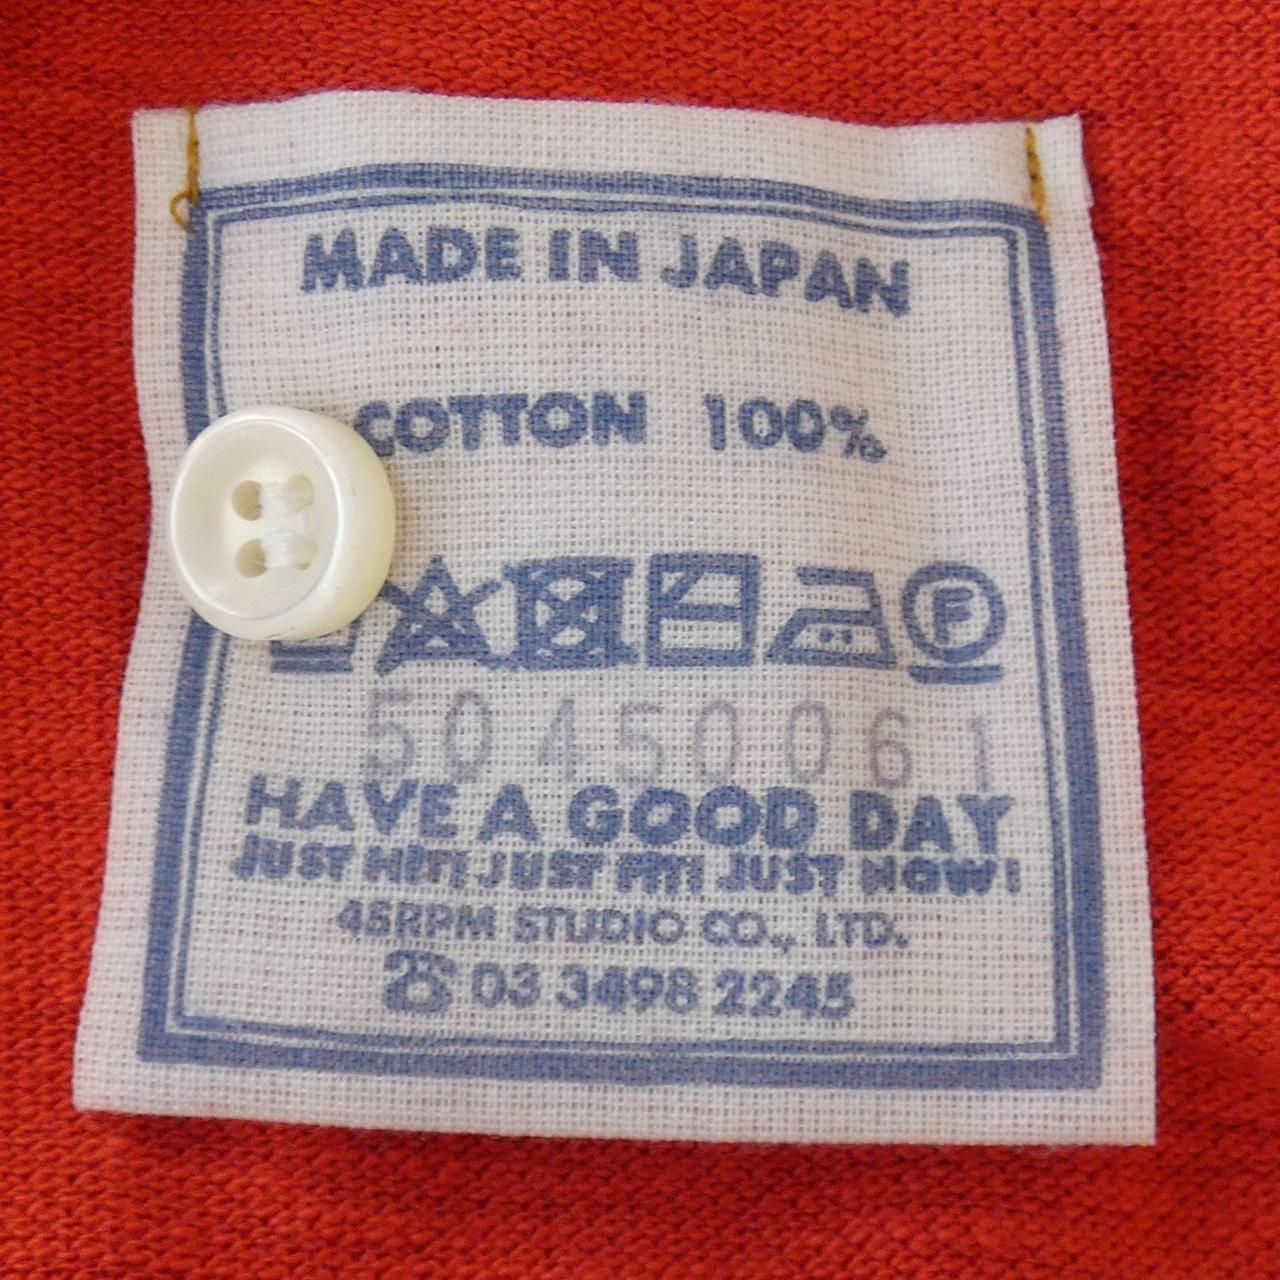 MADE IN JAPAN
COTTON 100%
F
50450061
HAVE A GOOD DAY
JUST HIT! JUST FIT! JUST NOW!
45RPM STUDIO CO., LTD.
☎ 03 3498 2245